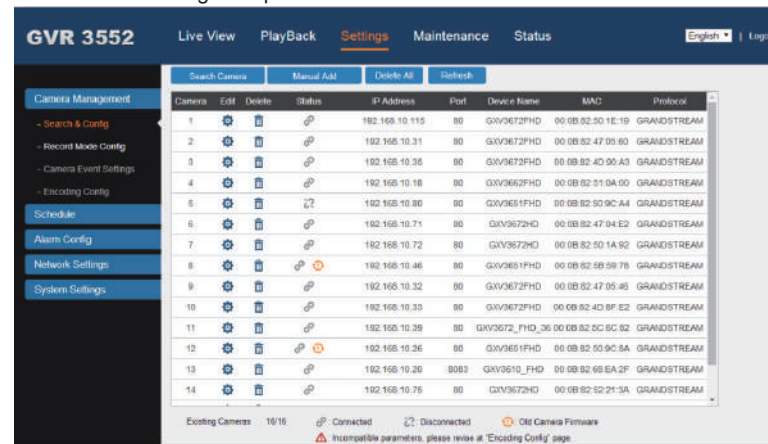 GVR 3552 Live View PlayBack Settings Maintenance Status English | Logo
Search Camera Manual Add Delete All Refresh
Camera Management
- Search & Config
- Record Mode Config
- Camera Event Settings
- Encoding Config
Schedule
Alarm Config
Network Settings
System Settings
Camera Edit Delete Status IP Address Port Device Name MAC Protocol
1 192.168.10.115 80 GXV3672FHD 00:0B:82:50:1E:19 GRANDSTREAM
2 192.168.10.31 80 GXV3672FHD 00:0B:82:47:05:60 GRANDSTREAM
3 192.168.10.36 80 GXV3672FHD 00:0B:82:4D:90:A3 GRANDSTREAM
4 192.168.10.18 80 GXV3662FHD 00:0B:82:51:0A:00 GRANDSTREAM
5 192.168.10.80 80 GXV3651FHD 00:0B:82:50:9C:A4 GRANDSTREAM
6 192.168.10.71 80 GXV3672HD 00:0B:82:47:04:E2 GRANDSTREAM
7 192.168.10.72 80 GXV3672HD 00:0B:82:50:1A:92 GRANDSTREAM
8 192.168.10.46 80 GXV3651FHD 00:0B:82:5B:59:78 GRANDSTREAM
9 192.168.10.32 80 GXV3672FHD 00:0B:82:47:05:46 GRANDSTREAM
10 192.168.10.33 80 GXV3672FHD 00:0B:82:4D:8F:E2 GRANDSTREAM
11 192.168.10.39 80 GXV3672_FHD_36 00:0B:82:5C:6C:62 GRANDSTREAM
12 192.168.10.26 80 GXV3651FHD 00:0B:82:50:9C:8A GRANDSTREAM
13 192.168.10.20 8083 GXV3610_FHD 00:0B:82:68:EA:2F GRANDSTREAM
14 192.168.10.75 80 GXV3672HD 00:0B:82:52:21:3A GRANDSTREAM
Existing Cameras 16/16 : Connected : Disconnected : Old Camera Firmware
: Incompatible parameters, please revise at "Encoding Config" page